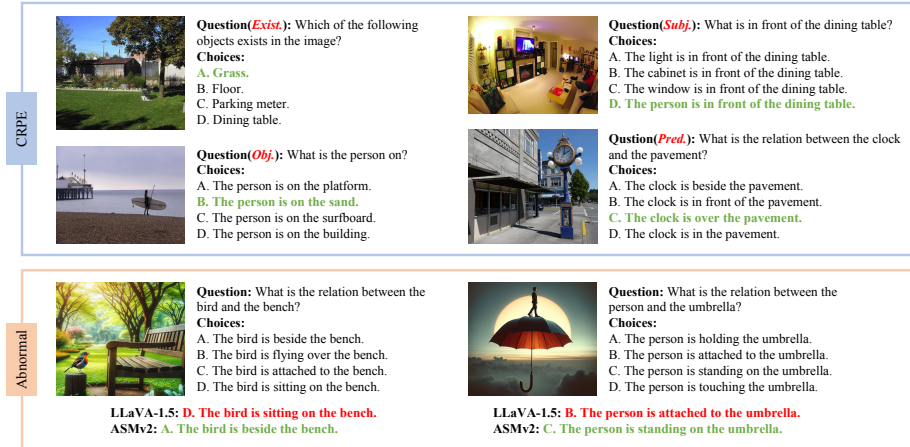 CRPE
Question(Exist.): Which of the following
objects exists in the image?
Choices:
A. Grass.
B. Floor.
C. Parking meter.
D. Dining table.
Question(Subj.): What is in front of the dining table?
Choices:
A. The light is in front of the dining table.
B. The cabinet is in front of the dining table.
C. The window is in front of the dining table.
D. The person is in front of the dining table.
Question(Obj.): What is the person on?
Choices:
A. The person is on the platform.
B. The person is on the sand.
C. The person is on the surfboard.
D. The person is on the building.
Qustion(Pred.): What is the relation between the clock
and the pavement?
Choices:
A. The clock is beside the pavement.
B. The clock is in front of the pavement.
C. The clock is over the pavement.
D. The clock is in the pavement.
Abnormal
Question: What is the relation between the
bird and the bench?
Choices:
A. The bird is beside the bench.
B. The bird is flying over the bench.
C. The bird is attached to the bench.
D. The bird is sitting on the bench.
LLaVA-1.5: D. The bird is sitting on the bench.
ASMv2: A. The bird is beside the bench.
Question: What is the relation between the
person and the umbrella?
Choices:
A. The person is holding the umbrella.
B. The person is attached to the umbrella.
C. The person is standing on the umbrella.
D. The person is touching the umbrella.
LLaVA-1.5: B. The person is attached to the umbrella.
ASMv2: C. The person is standing on the umbrella.